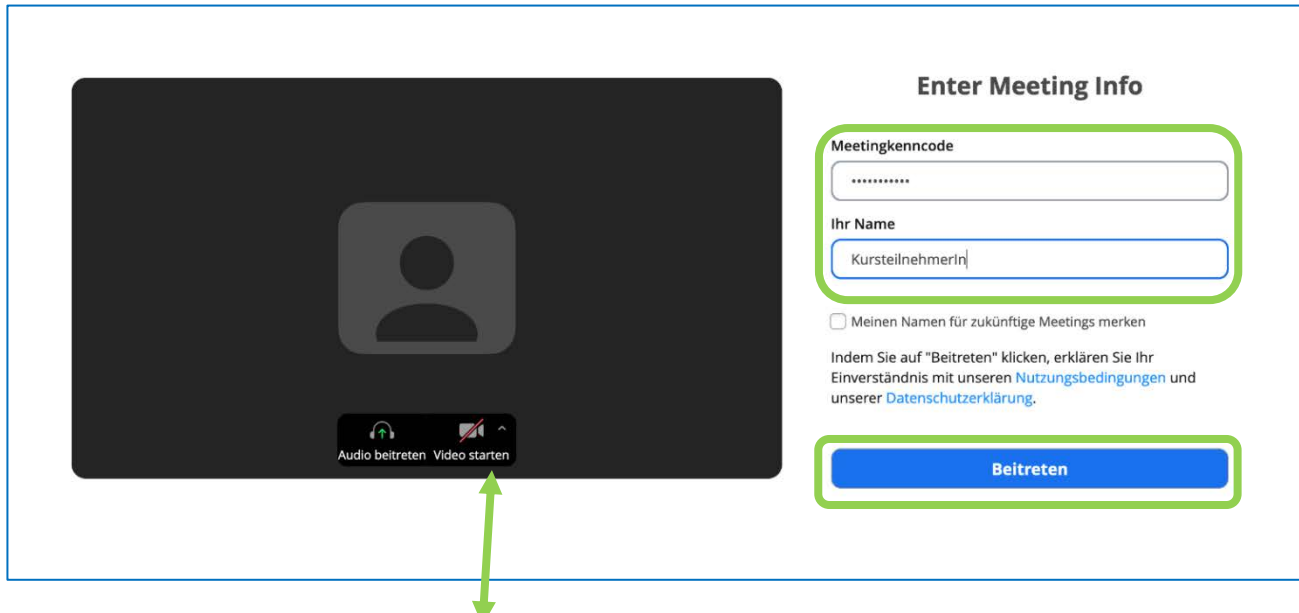 Enter Meeting Info
Meetingkenncode
•••••••••••
Ihr Name
KursteilnehmerIn
Meinen Namen für zukünftige Meetings merken
Indem Sie auf "Beitreten" klicken, erklären Sie Ihr
Einverständnis mit unseren Nutzungsbedingungen und
unserer Datenschutzerklärung.
Beitreten
Audio beitreten Video starten